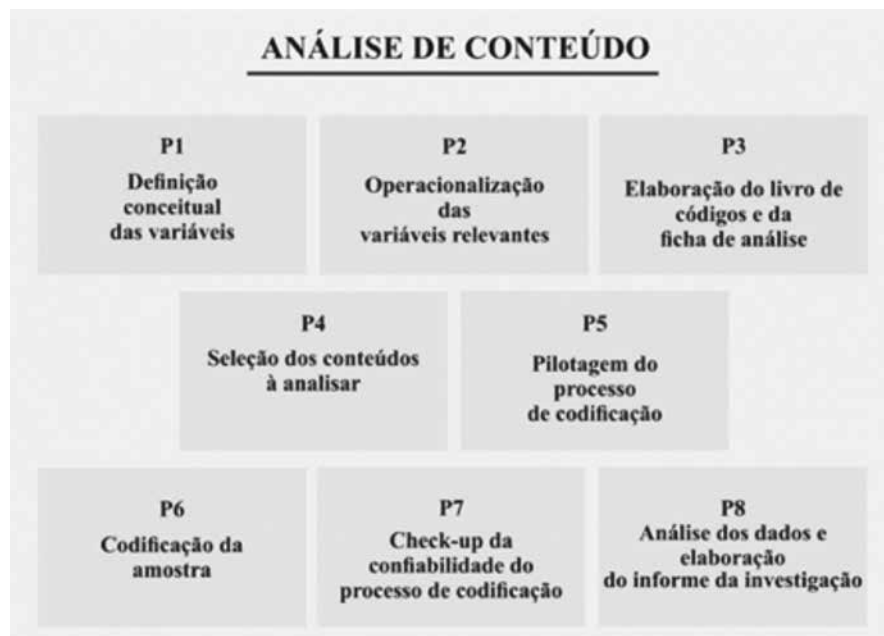 ANÁLISE DE CONTEÚDO
P1
Definição
conceitual
das variáveis
P2
Operacionalização
das
variáveis relevantes
P3
Elaboração do livro de
códigos e da
ficha de análise
P4
Seleção dos conteúdos
à analisar
P5
Pilotagem do
processo
de codificação
P6
Codificação da
amostra
P7
Check-up da
confiabilidade do
processo de codificação
P8
Análise dos dados e
elaboração
do informe da investigação